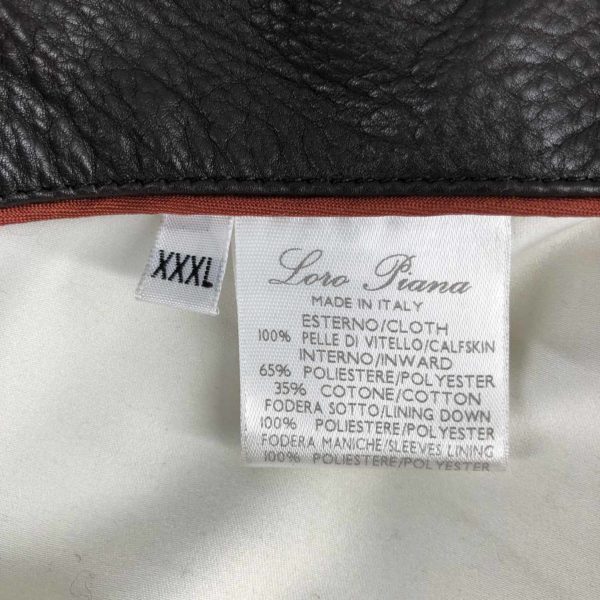 XXXL
Loro Piana
MADE IN ITALY
ESTERNO/CLOTH
100% PELLE DI VITELLO/CALFSKIN
INTERNO/INWARD
65% POLIESTERE/POLYESTER
35% COTONE/COTTON
FODERA SOTTO/LINING DOWN
100% POLIESTERE/POLYESTER
FODERA MANICHE/SLEEVES LINING
100% POLIESTERE/POLYESTER